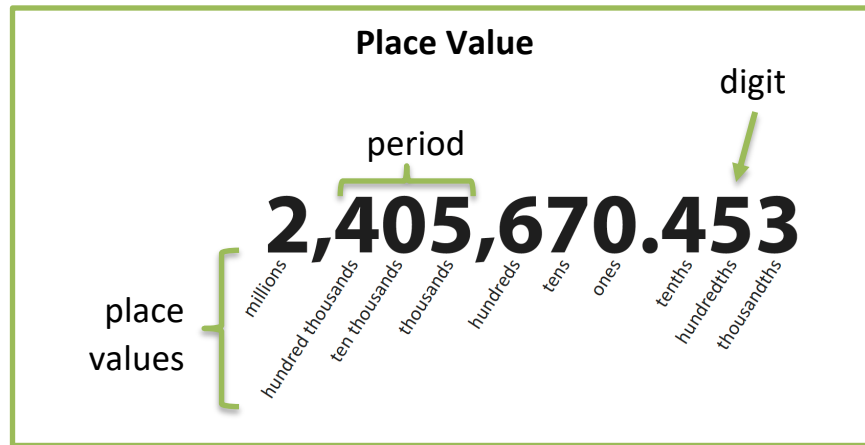 Place Value
digit
period
2,405,670.453
millions
hundred thousands
ten thousands
thousands
hundreds
tens
ones
tenths
hundredths
thousandths
place
values